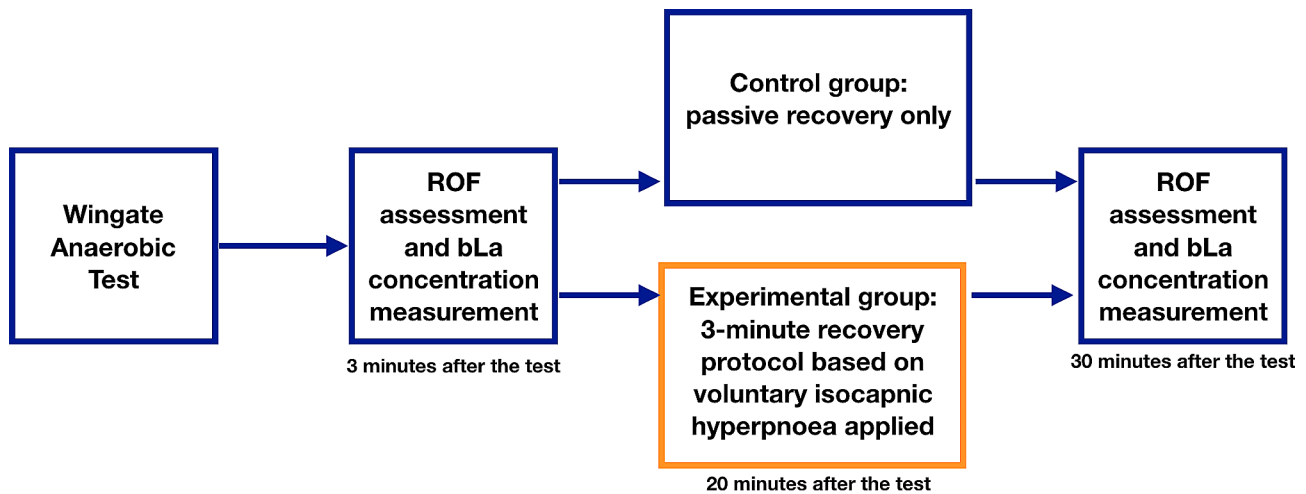 Wingate
Anaerobic
Test
ROF
assessment
and bLa
concentration
measurement
3 minutes after the test
Control group:
passive recovery only
Experimental group:
3-minute recovery
protocol based on
voluntary isocapnic
hyperpnoea applied
20 minutes after the test
ROF
assessment
and bLa
concentration
measurement
30 minutes after the test